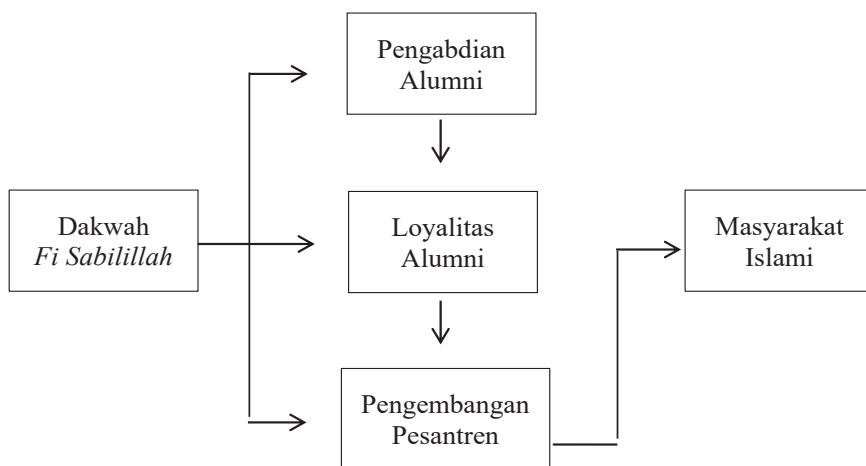 Pengabdian
Alumni
Dakwah
Fi Sabilillah
Loyalitas
Alumni
Masyarakat
Islami
Pengembangan
Pesantren